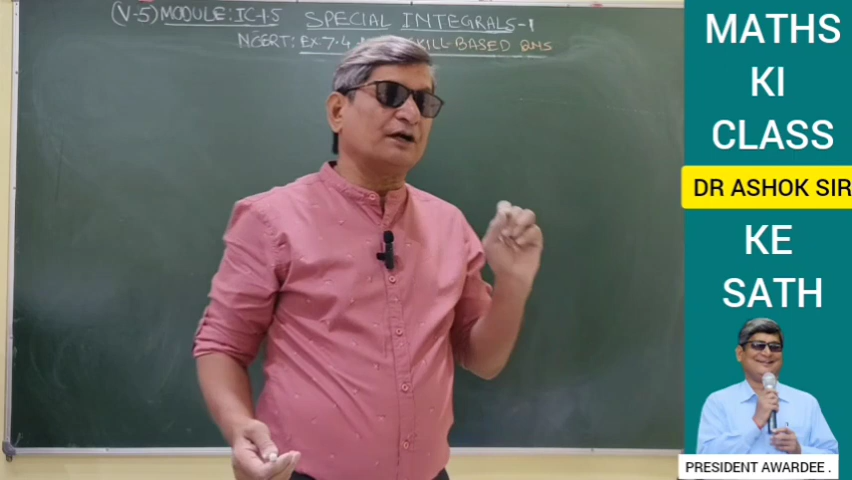 (V-5) MODULE: IC+5 SPECIAL INTEGRALS-1
NCERT: EX 7.4 SKILL-BASED QNS
MATHS
KI
CLASS
DR ASHOK SIR
KE
SATH
PRESIDENT AWARDEE .